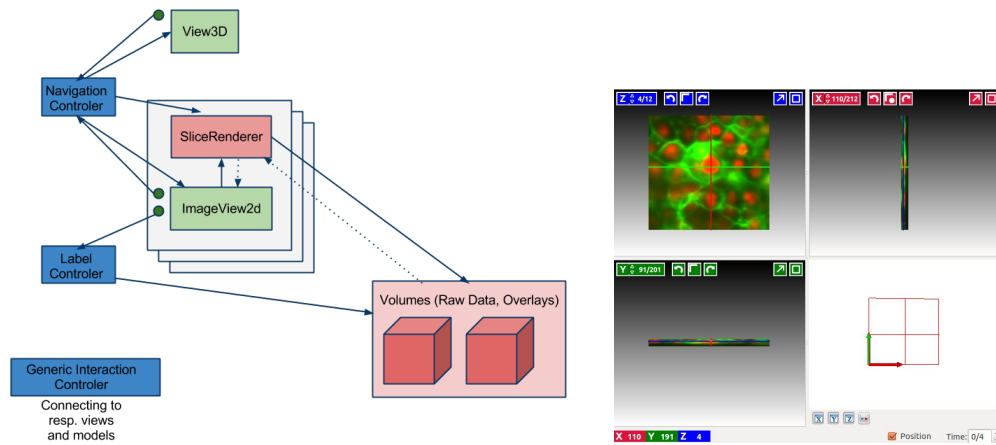 View3D
Navigation
Controler
SliceRenderer
ImageView2d
Label
Controler
Volumes (Raw Data, Overlays)
Generic Interaction
Controler
Connecting to
resp. views
and models
Z 4/12
X 110/212
Y 91/201
X Y Z
X 110 Y 191 Z 4
Position Time: 0/4